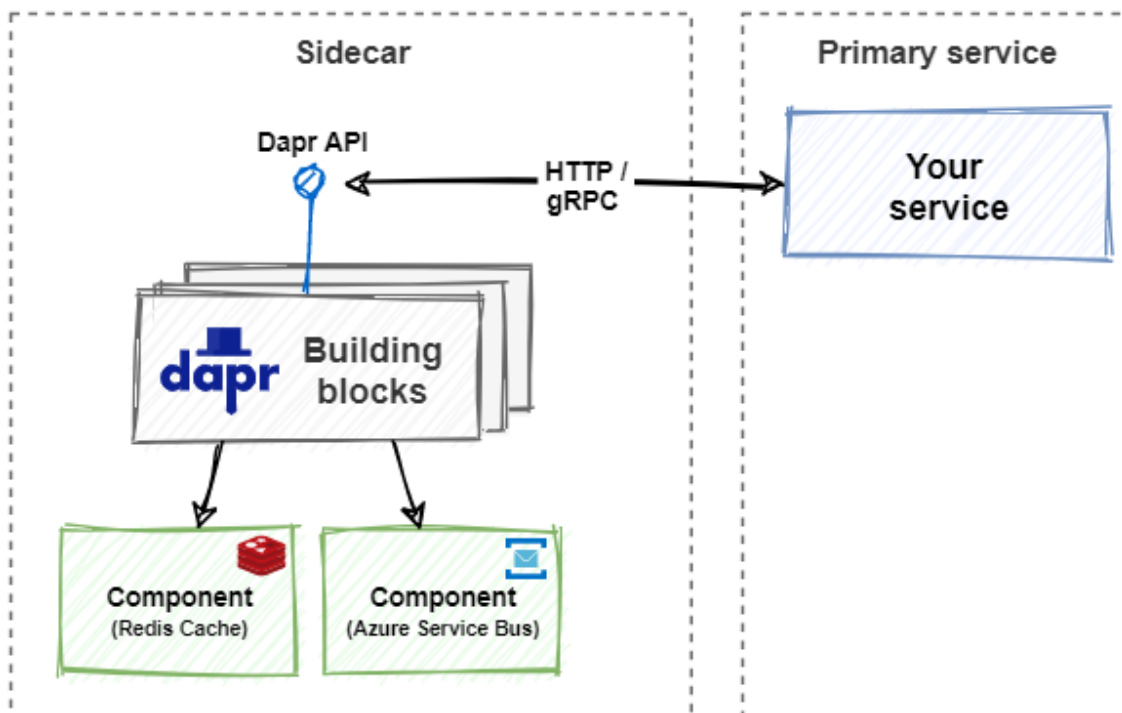 Sidecar
Primary service
Dapr API
HTTP /
gRPC
Your
service
dapr
Building
blocks
Component
(Redis Cache)
Component
(Azure Service Bus)